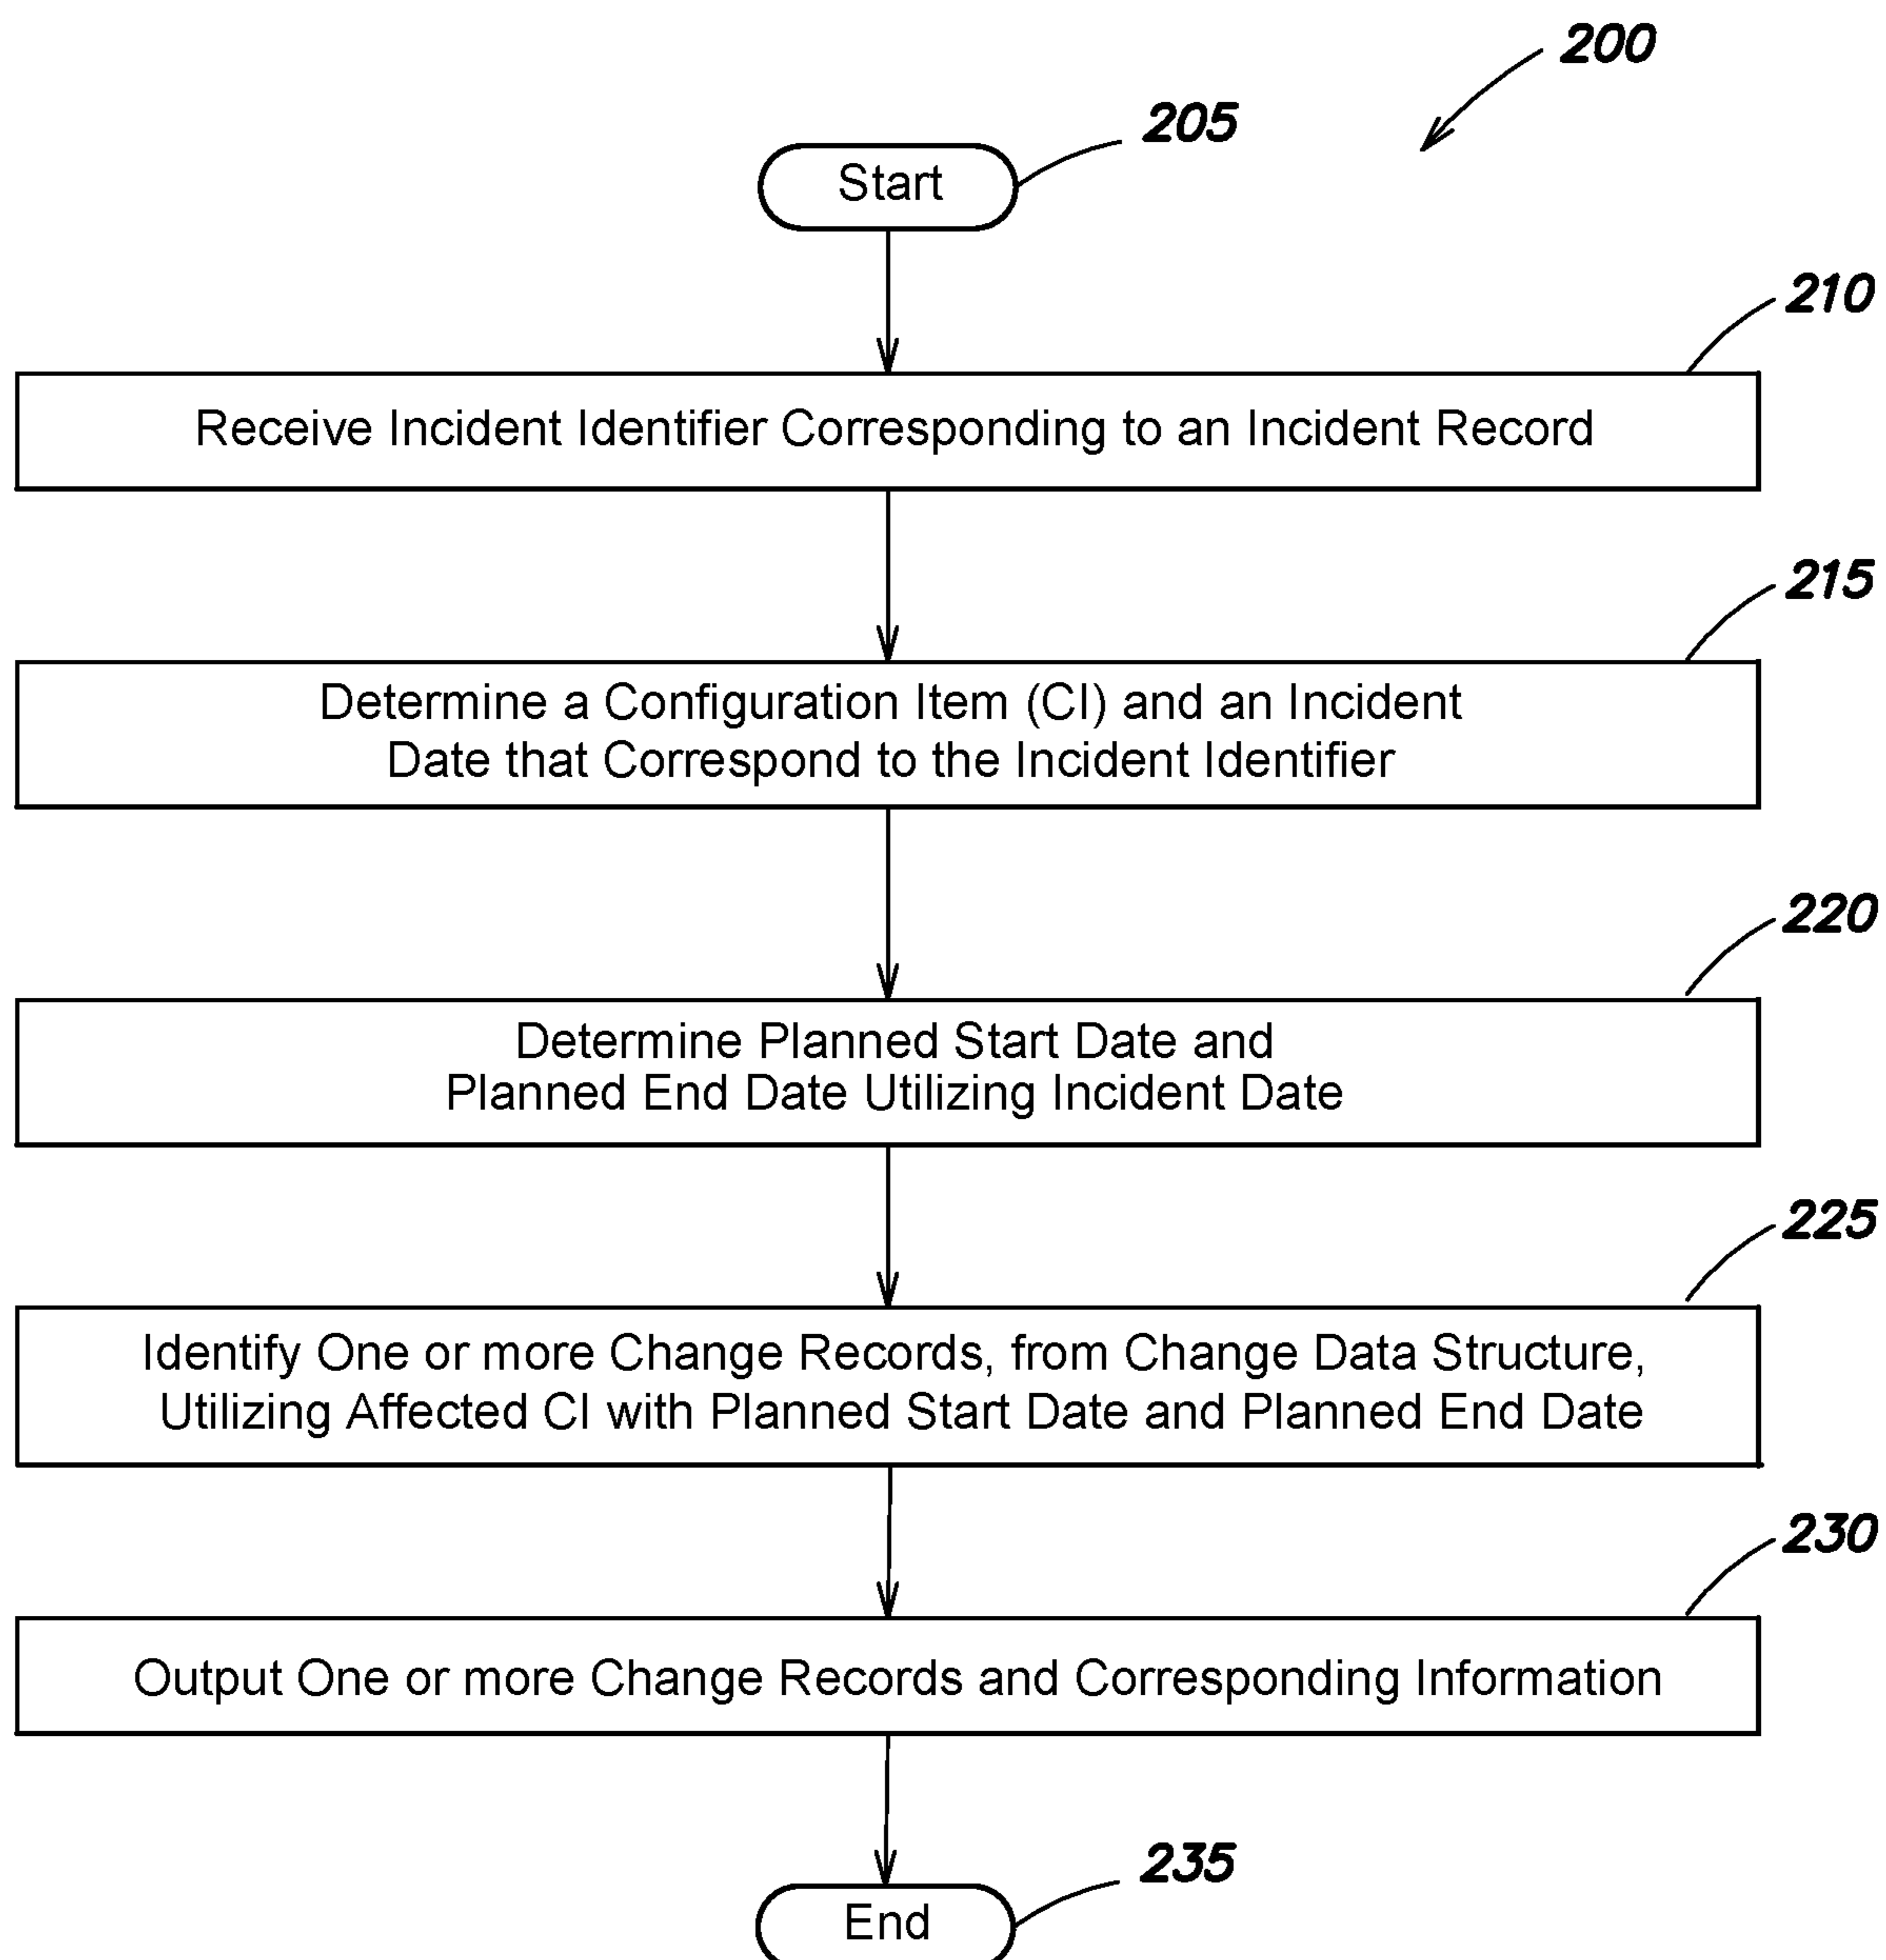 200
205
Start
210
Receive Incident Identifier Corresponding to an Incident Record
215
Determine a Configuration Item (CI) and an Incident
Date that Correspond to the Incident Identifier
220
Determine Planned Start Date and
Planned End Date Utilizing Incident Date
225
Identify One or more Change Records, from Change Data Structure,
Utilizing Affected CI with Planned Start Date and Planned End Date
230
Output One or more Change Records and Corresponding Information
235
End